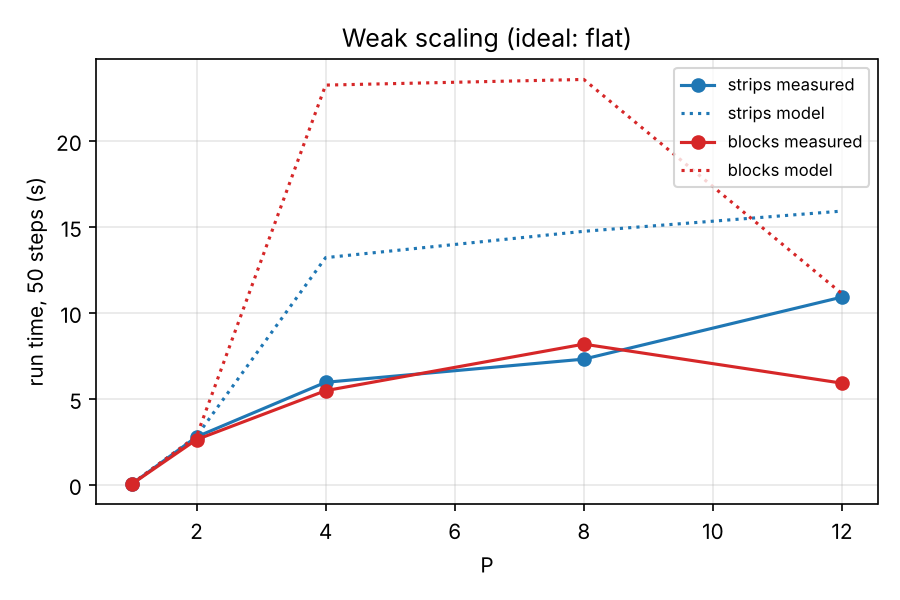 Weak scaling (ideal: flat)
strips measured
strips model
blocks measured
blocks model
run time, 50 steps (s)
20
15
10
5
0
2
4
6
8
10
12
P